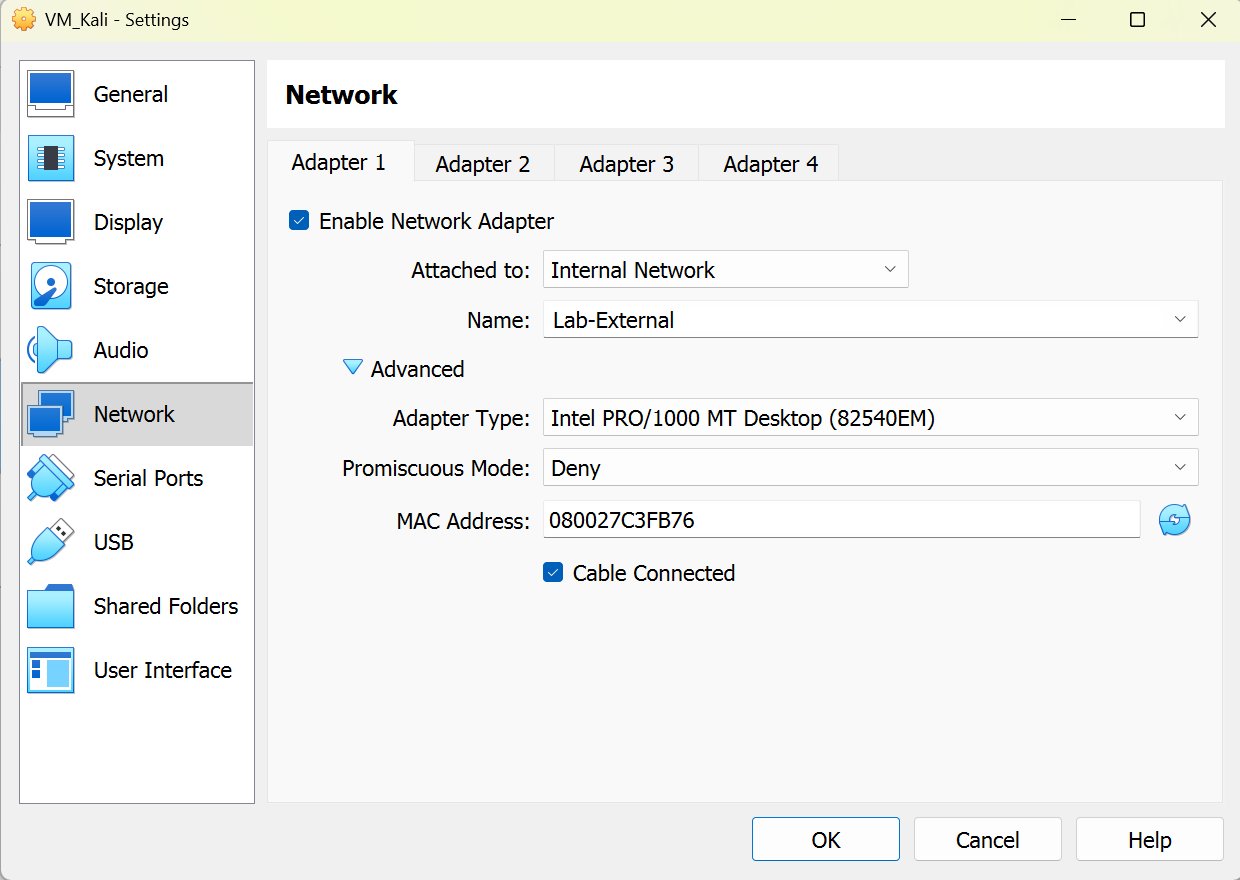 VM_Kali - Settings
General
System
Display
Storage
Audio
Network
Serial Ports
USB
Shared Folders
User Interface
Network
Adapter 1 Adapter 2 Adapter 3 Adapter 4
Enable Network Adapter
Attached to: Internal Network
Name: Lab-External
Advanced
Adapter Type: Intel PRO/1000 MT Desktop (82540EM)
Promiscuous Mode: Deny
MAC Address: 080027C3FB76
Cable Connected
OK Cancel Help